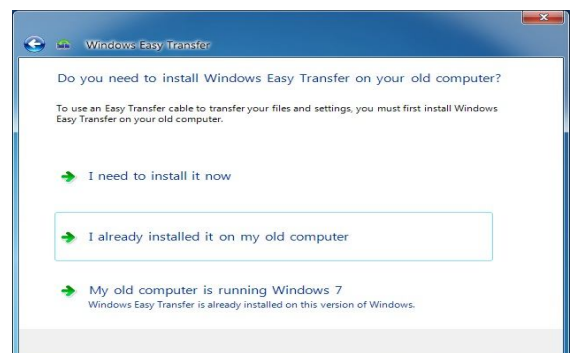 Windows Easy Transfer
Do you need to install Windows Easy Transfer on your old computer?
To use an Easy Transfer cable to transfer your files and settings, you must first install Windows
Easy Transfer on your old computer.
I need to install it now
I already installed it on my old computer
My old computer is running Windows 7
Windows Easy Transfer is already installed on this version of Windows.